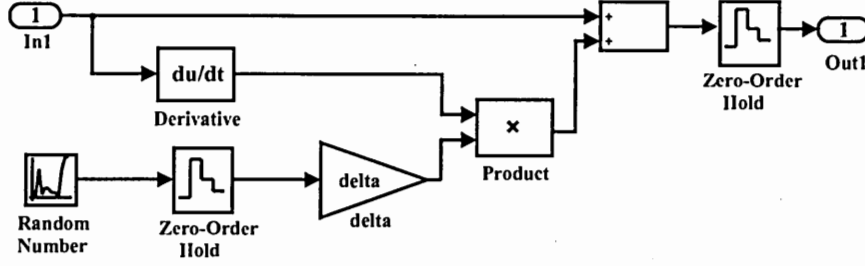 1
In1
+
+
Zero-Order
Hold
1
Out1
du/dt
Derivative
×
Product
Random
Number
Zero-Order
Hold
delta
delta